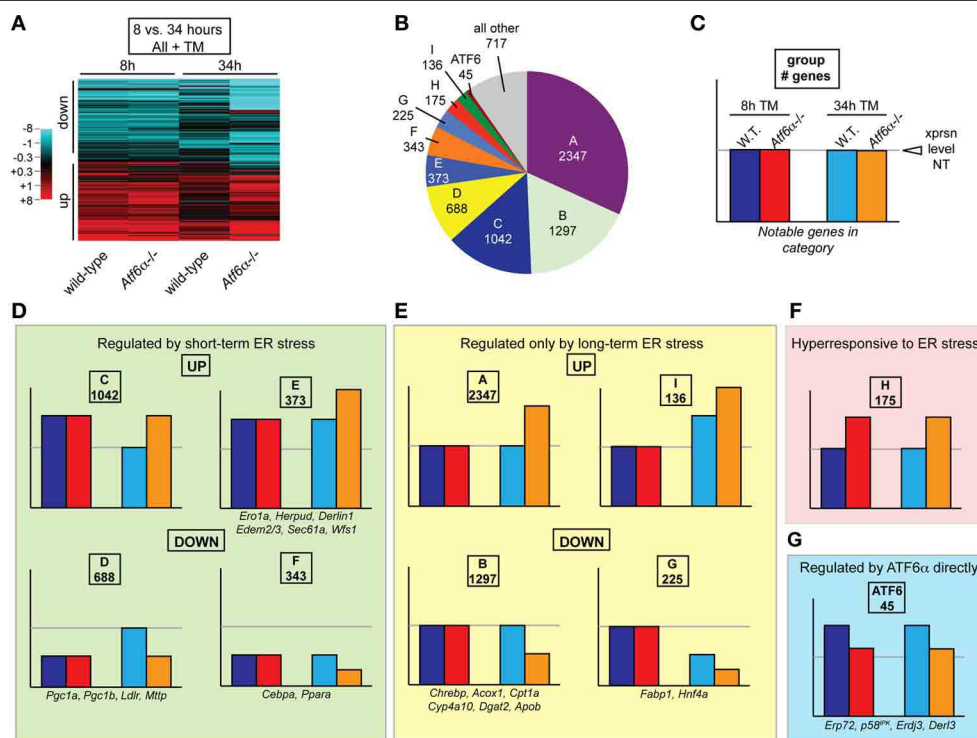 A
8 vs. 34 hours
All + TM
8h
34h
down
up
-8
-1
-0.3
+0.3
+1
+8
wild-type
Atf6α-/-
wild-type
Atf6α-/-
B
all other
717
ATF6
45
I
136
H
175
G
225
F
343
E
373
D
688
C
1042
B
1297
A
2347
C
group
# genes
8h TM
34h TM
W.T.
Atf6α-/-
W.T.
Atf6α-/-
xprsn
level
NT
Notable genes in
category
D
Regulated by short-term ER stress
UP
C
1042
E
373
Ero1a, Herpud, Derlin1
Edem2/3, Sec61a, Wfs1
DOWN
D
688
F
343
Pgc1a, Pgc1b, Ldlr, Mttp
Cebpa, Ppara
E
Regulated only by long-term ER stress
UP
A
2347
I
136
DOWN
B
1297
G
225
Chrebp, Acox1, Cpt1a
Cyp4a10, Dgat2, Apob
Fabp1, Hnf4a
F
Hyperresponsive to ER stress
H
175
G
Regulated by ATF6α directly
ATF6
45
Erp72, p58IPK, Erdj3, Derl3